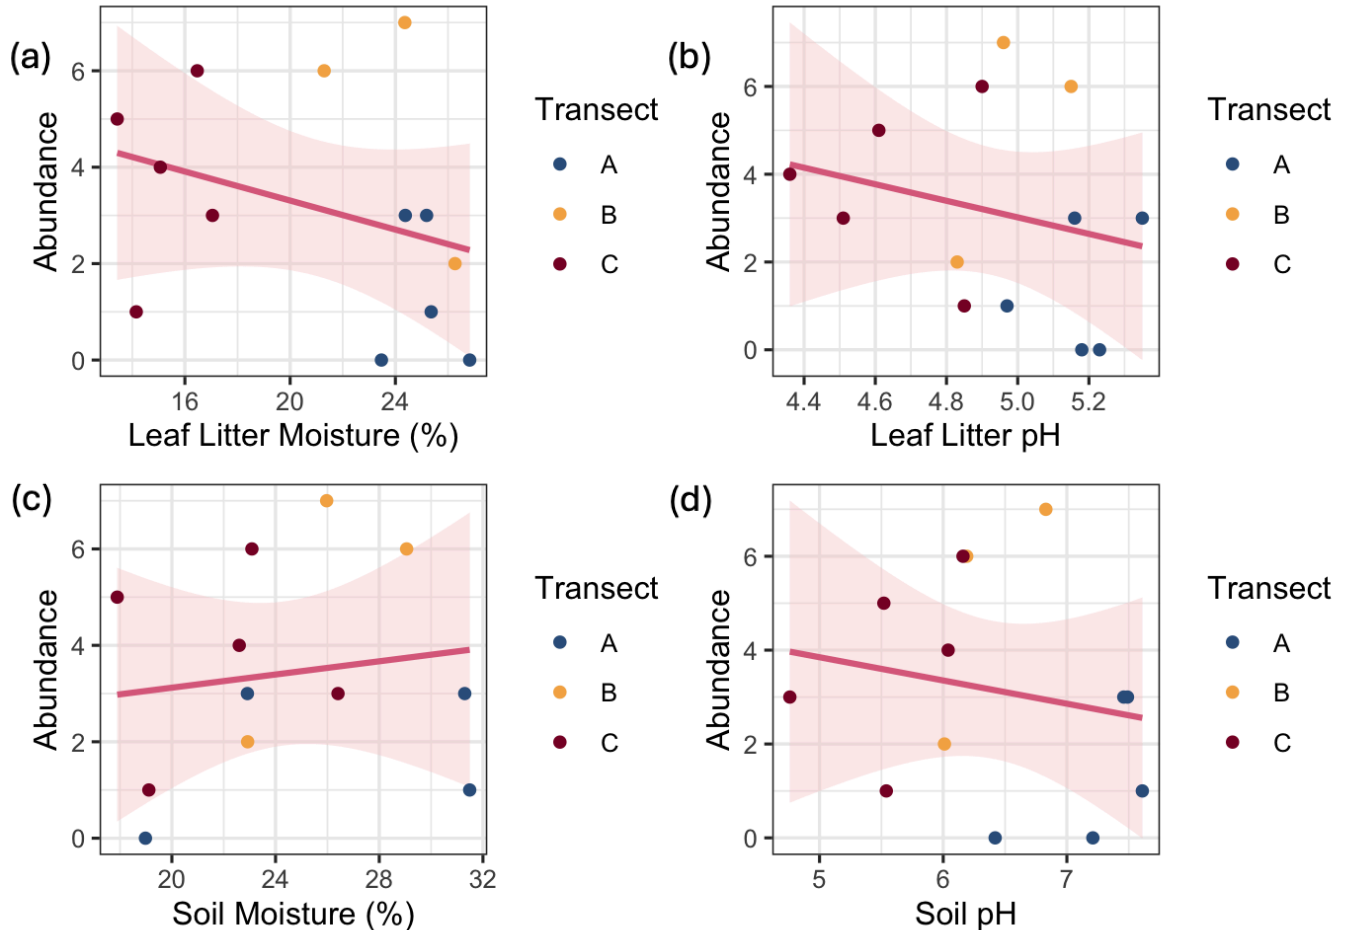 (a)
Abundance
6
4
2
0
16 20 24
Leaf Litter Moisture (%)
Transect
A
B
C
(b)
Abundance
6
4
2
0
4.4 4.6 4.8 5.0 5.2
Leaf Litter pH
Transect
A
B
C
(c)
Abundance
6
4
2
0
20 24 28 32
Soil Moisture (%)
Transect
A
B
C
(d)
Abundance
6
4
2
0
5 6 7
Soil pH
Transect
A
B
C